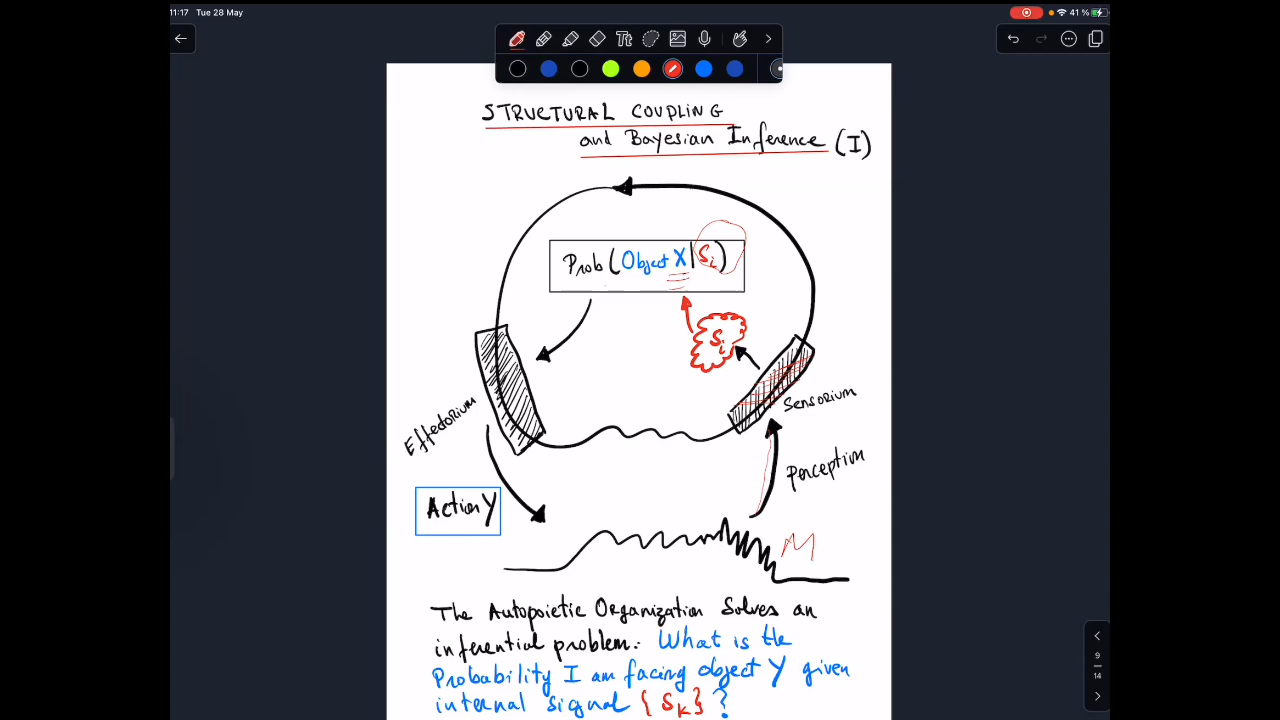 11:17 Tue 28 May
41 %
STRUCTURAL COUPLING
and Bayesian Inference (I)
Prob(Object X|Si)
Si
Sensorium
Effectorium
Perception
Action Y
M
The Autopoietic Organization Solves an
inferential problem. What is the
Probability I am facing object Y given
internal signal {SK}?
9
14